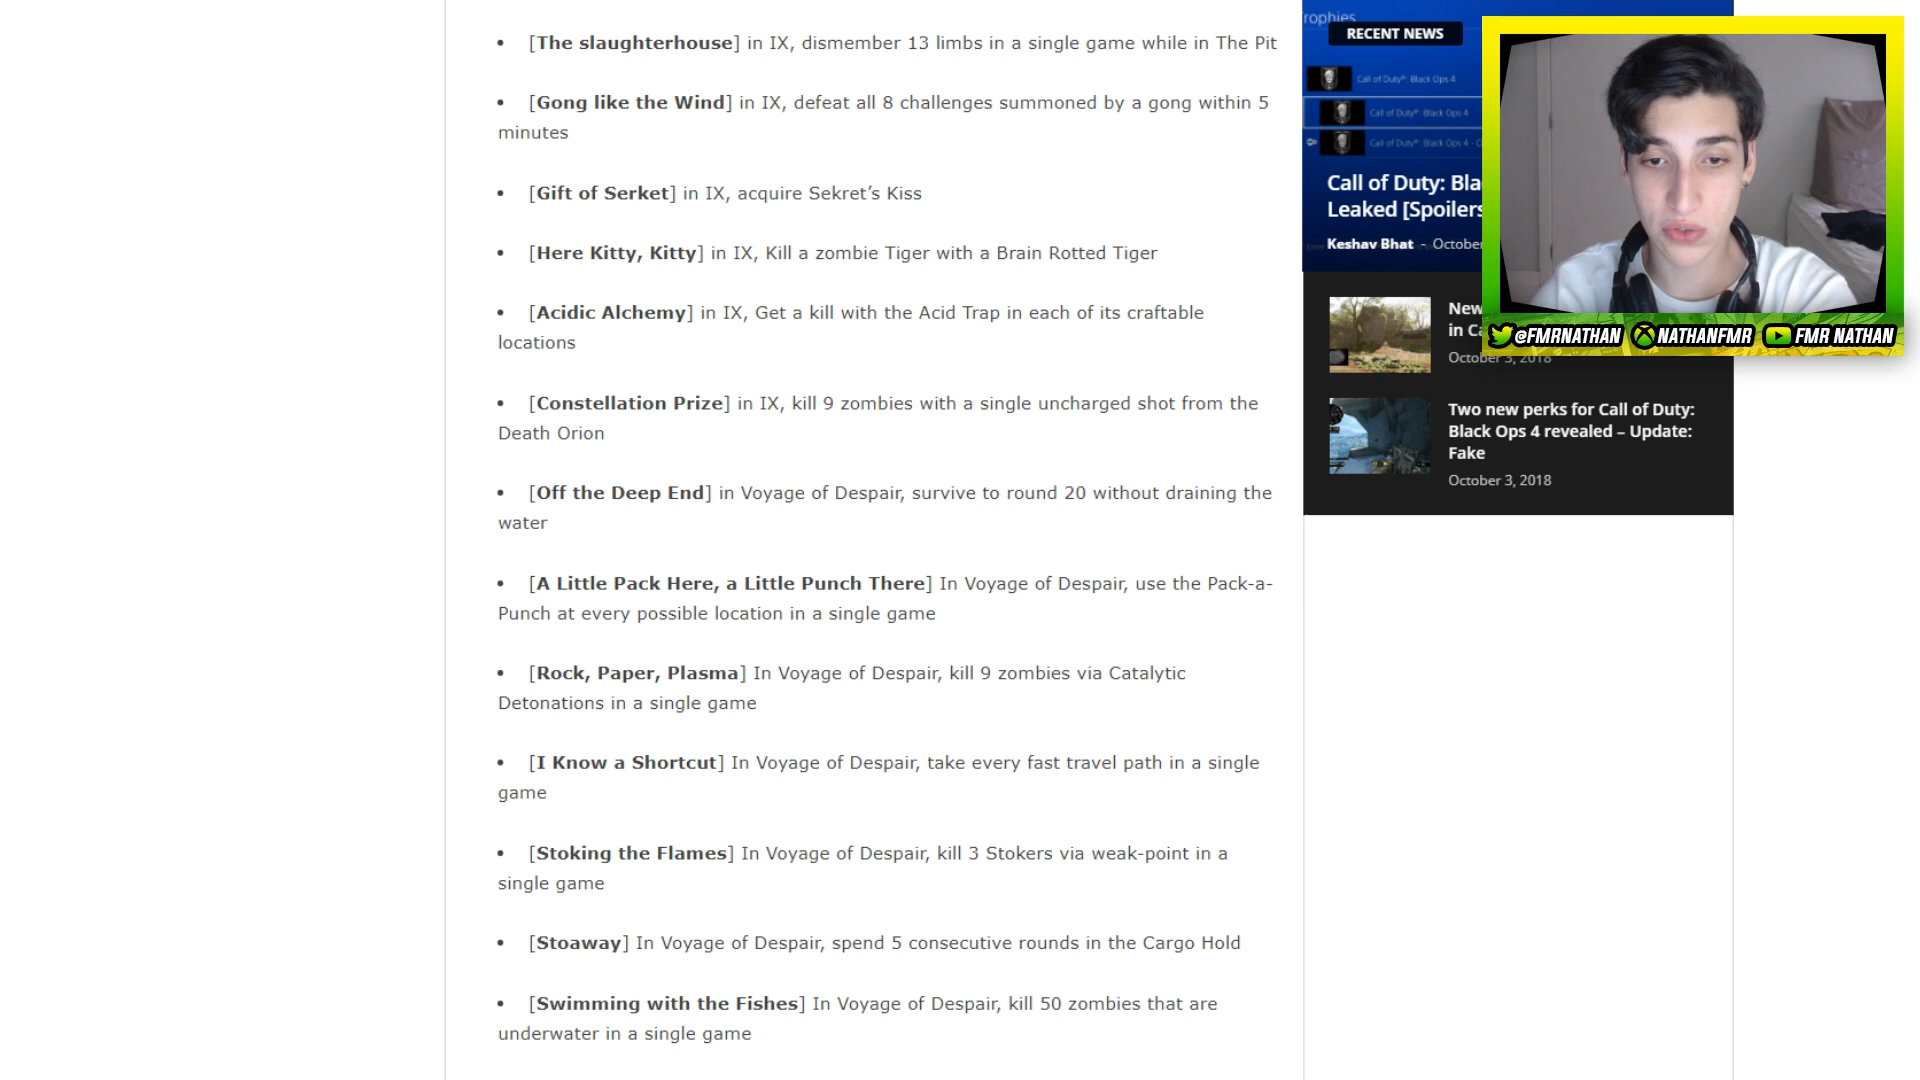 • [The slaughterhouse] in IX, dismember 13 limbs in a single game while in The Pit
• [Gong like the Wind] in IX, defeat all 8 challenges summoned by a gong within 5
minutes
• [Gift of Serket] in IX, acquire Sekret’s Kiss
• [Here Kitty, Kitty] in IX, Kill a zombie Tiger with a Brain Rotted Tiger
• [Acidic Alchemy] in IX, Get a kill with the Acid Trap in each of its craftable
locations
• [Constellation Prize] in IX, kill 9 zombies with a single uncharged shot from the
Death Orion
• [Off the Deep End] in Voyage of Despair, survive to round 20 without draining the
water
• [A Little Pack Here, a Little Punch There] In Voyage of Despair, use the Pack-a-
Punch at every possible location in a single game
• [Rock, Paper, Plasma] In Voyage of Despair, kill 9 zombies via Catalytic
Detonations in a single game
• [I Know a Shortcut] In Voyage of Despair, take every fast travel path in a single
game
• [Stoking the Flames] In Voyage of Despair, kill 3 Stokers via weak-point in a
single game
• [Stoaway] In Voyage of Despair, spend 5 consecutive rounds in the Cargo Hold
• [Swimming with the Fishes] In Voyage of Despair, kill 50 zombies that are
underwater in a single game
rophies
RECENT NEWS
Call of Duty®: Black Ops 4
Call of Duty®: Black Ops 4
Call of Duty®: Black Ops 4 - C
Call of Duty: Bla
Leaked [Spoilers
Keshav Bhat - October
New
in Ca
October 3, 2018
Two new perks for Call of Duty:
Black Ops 4 revealed – Update:
Fake
October 3, 2018
@FMRNATHAN NATHANFMR FMR NATHAN